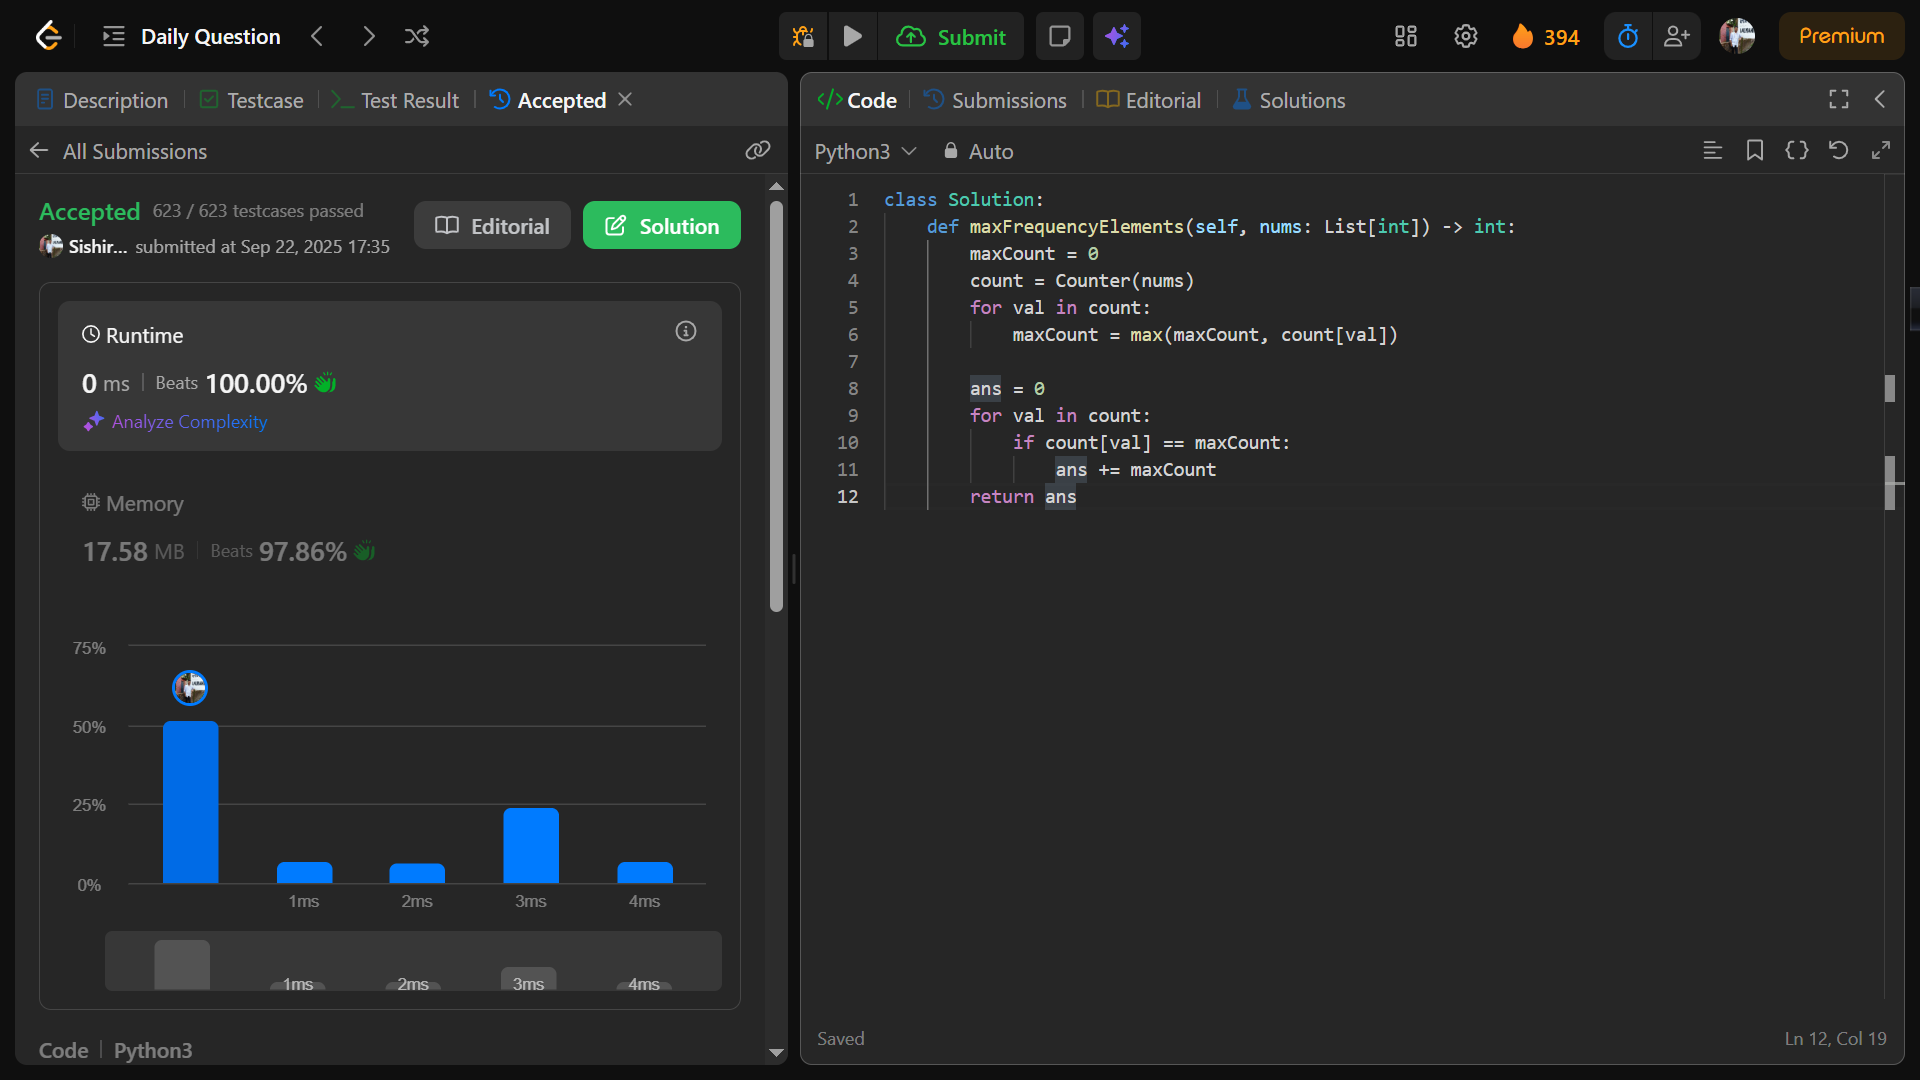 Daily Question
Submit
394
Premium
Description
Testcase
Test Result
Accepted
All Submissions
Accepted 623 / 623 testcases passed
Sishir... submitted at Sep 22, 2025 17:35
Editorial
Solution
Runtime
0 ms Beats 100.00%
Analyze Complexity
Memory
17.58 MB Beats 97.86%
75%
50%
25%
0%
1ms 2ms 3ms 4ms
1ms 2ms 3ms 4ms
Code Python3
</>Code
Submissions
Editorial
Solutions
Python3
Auto
1 class Solution:
2 def maxFrequencyElements(self, nums: List[int]) -> int:
3 maxCount = 0
4 count = Counter(nums)
5 for val in count:
6 maxCount = max(maxCount, count[val])
7
8 ans = 0
9 for val in count:
10 if count[val] == maxCount:
11 ans += maxCount
12 return ans
Saved
Ln 12, Col 19